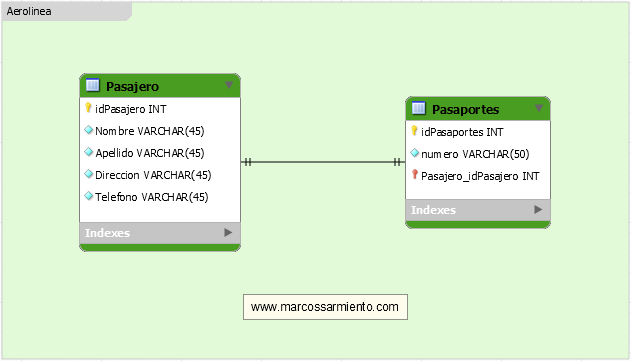 Aerolinea
Pasajero
idPasajero INT
Nombre VARCHAR(45)
Apellido VARCHAR(45)
Direccion VARCHAR(45)
Telefono VARCHAR(45)
Indexes
Pasaportes
idPasaportes INT
numero VARCHAR(50)
Pasajero_idPasajero INT
Indexes
www.marcossarmiento.com